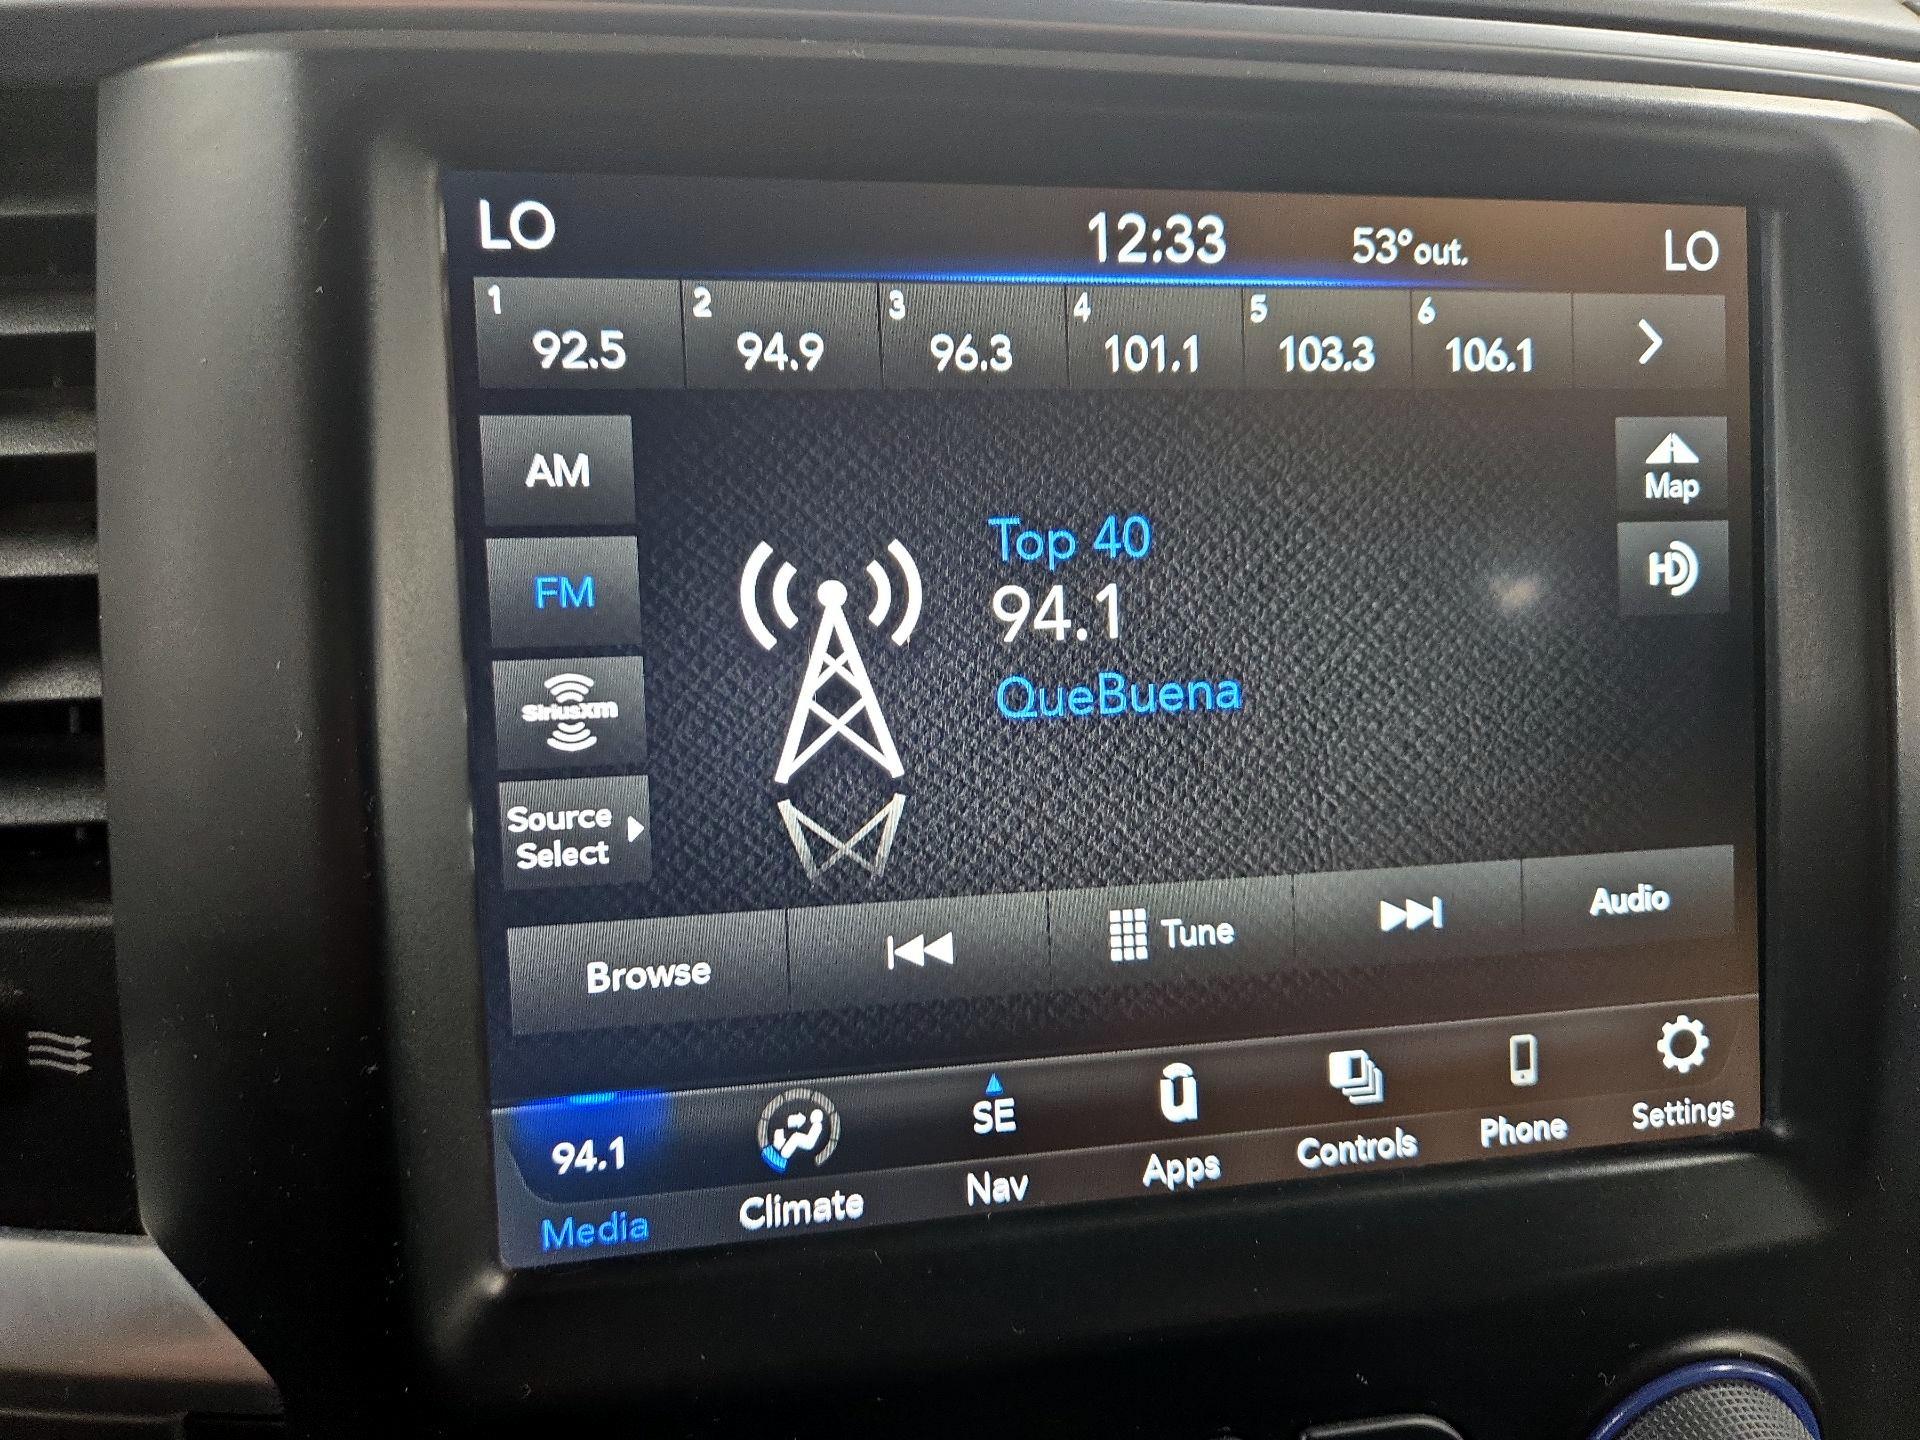 LO 12:33 53°out. LO
1 2 3 4 5 6
92.5 94.9 96.3 101.1 103.3 106.1
AM
Map
FM
HD
Top 40
94.1
QueBuena
SiriusXm
Source
Select
Browse Tune Audio
94.1 SE
Media Climate Nav Apps Controls Phone Settings